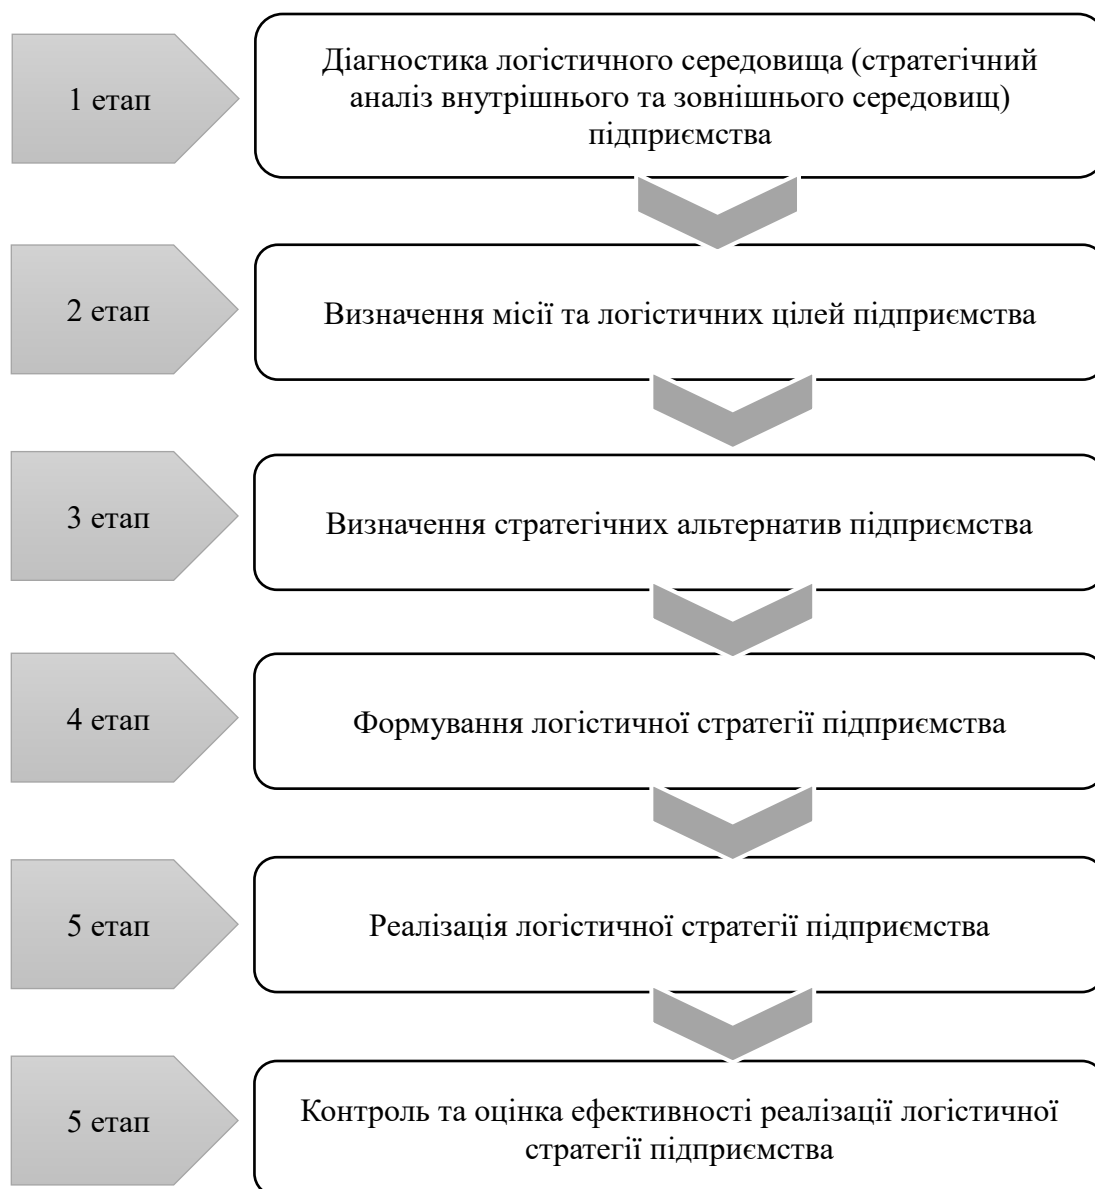 1 етап
Діагностика логістичного середовища (стратегічний
аналіз внутрішнього та зовнішнього середовищ)
підприємства
2 етап
Визначення місії та логістичних цілей підприємства
3 етап
Визначення стратегічних альтернатив підприємства
4 етап
Формування логістичної стратегії підприємства
5 етап
Реалізація логістичної стратегії підприємства
5 етап
Контроль та оцінка ефективності реалізації логістичної
стратегії підприємства